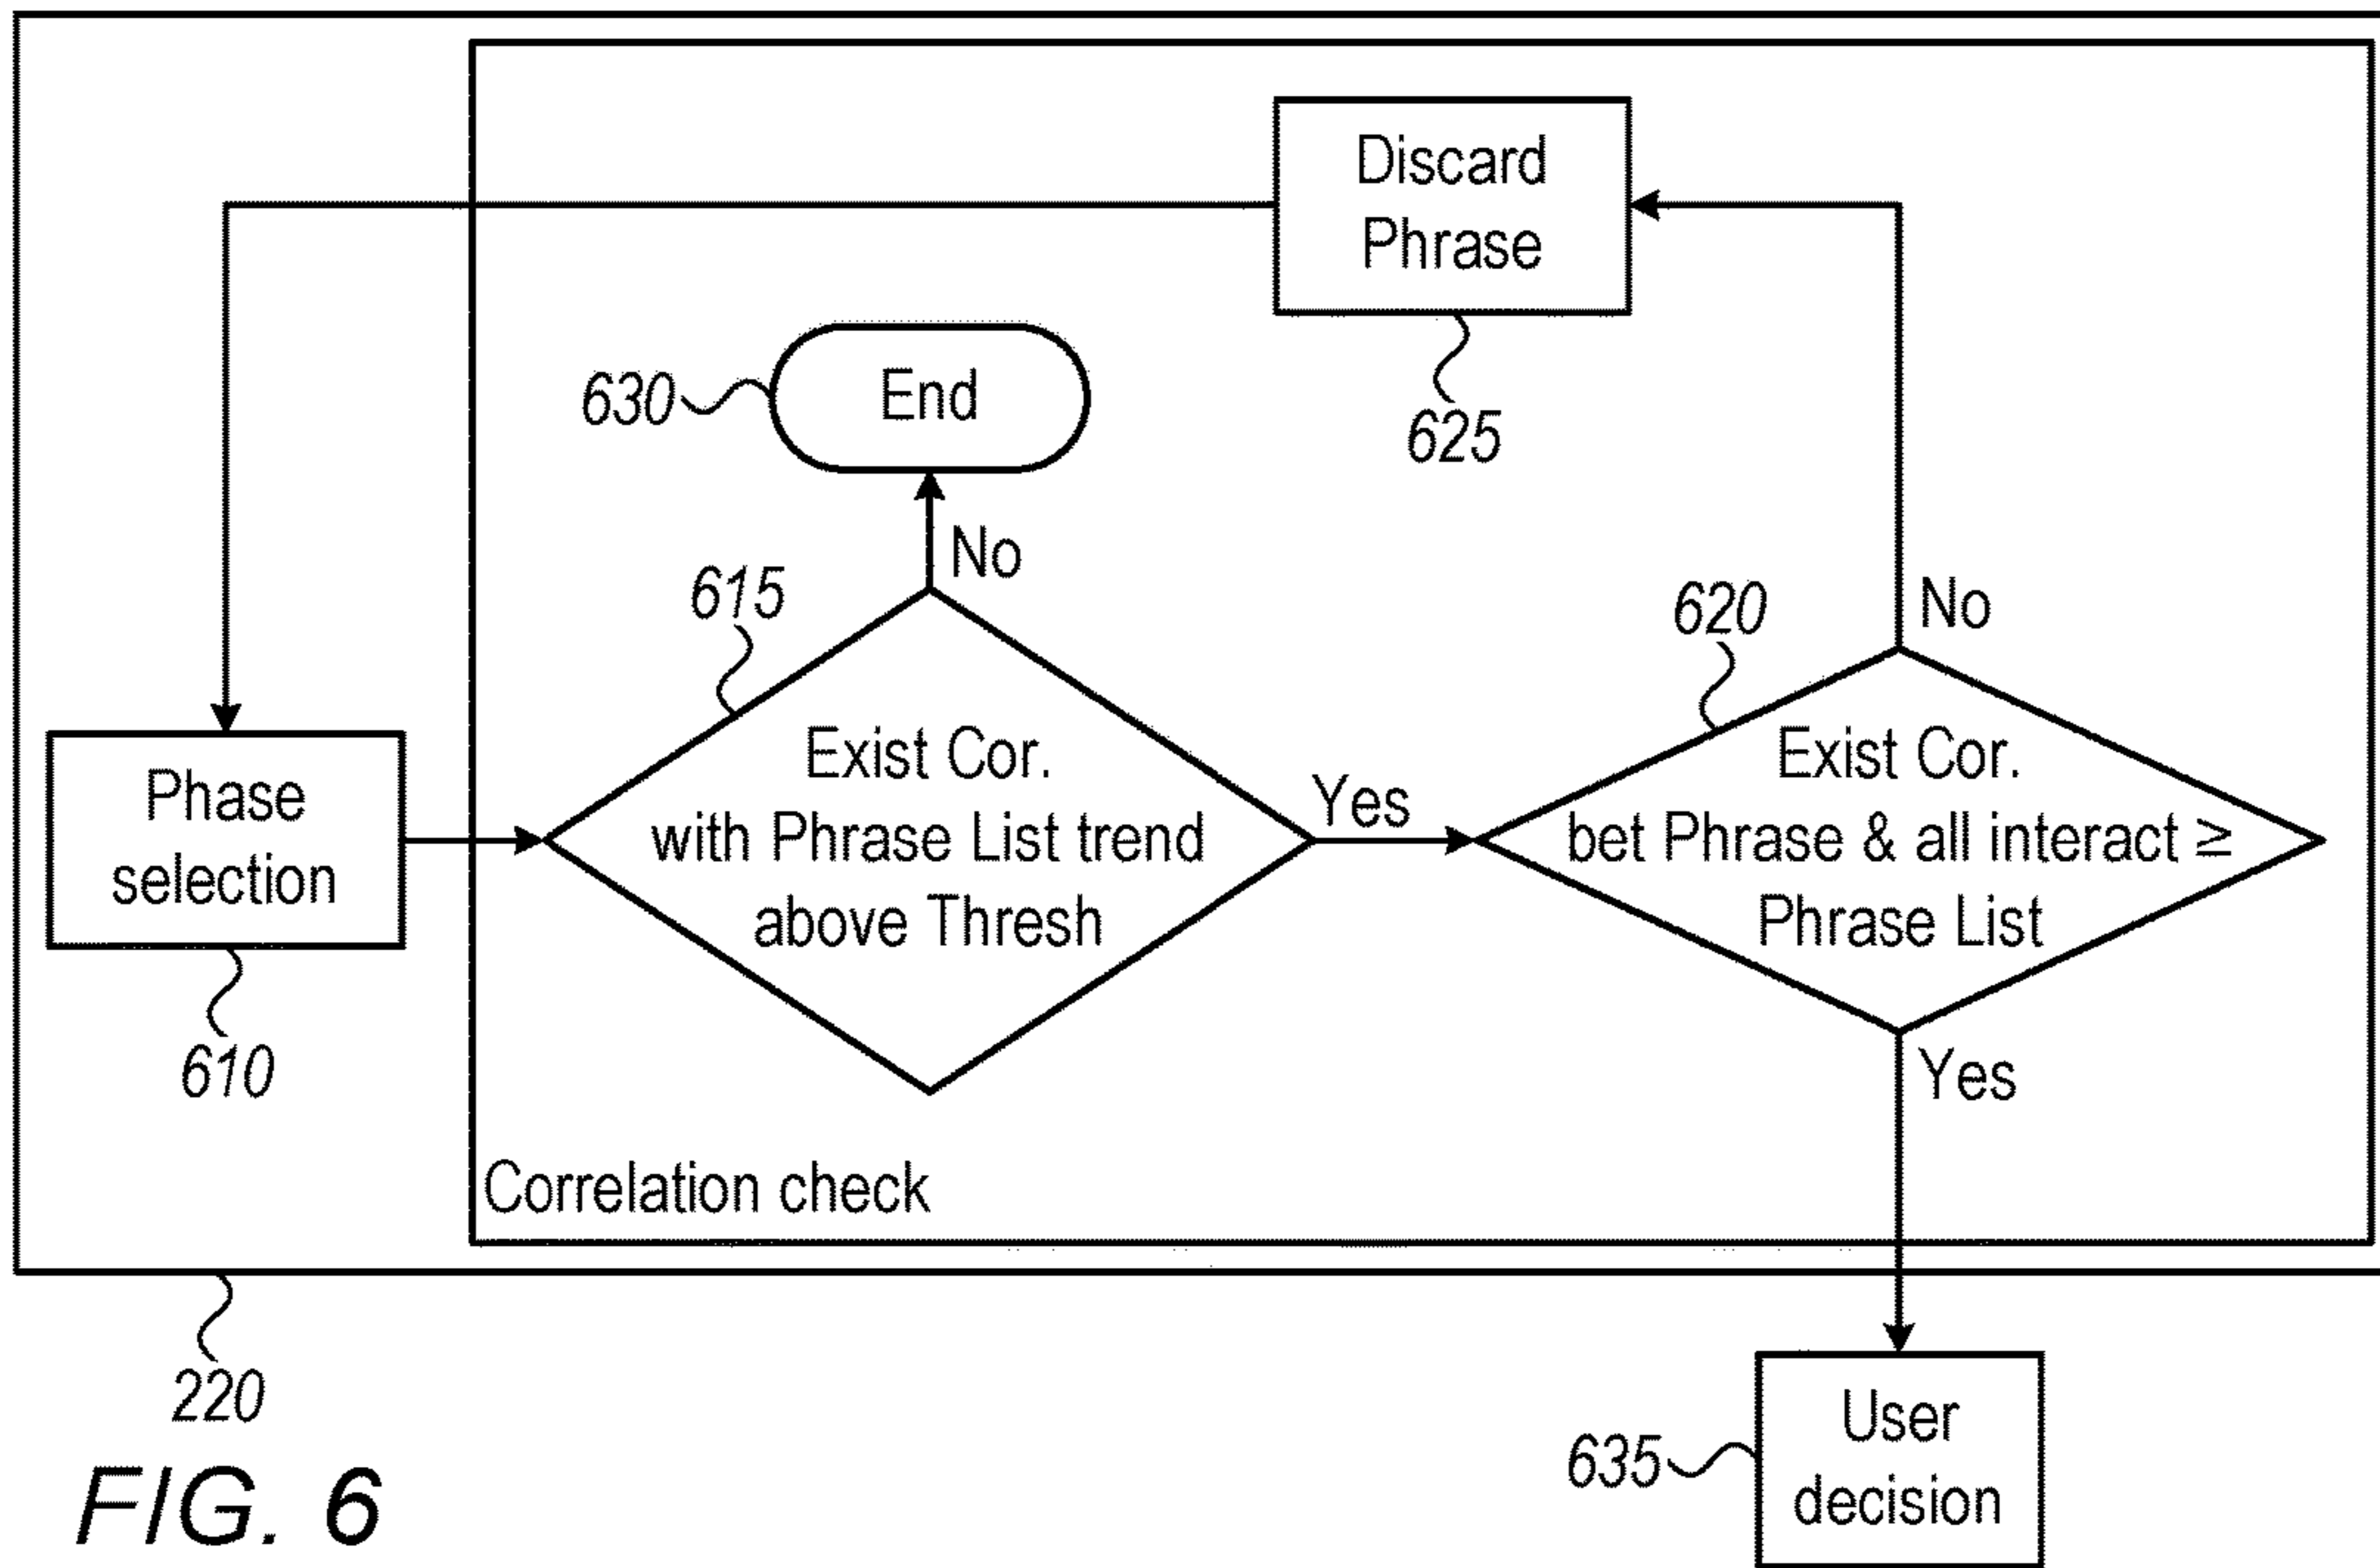 Discard
Phrase
625
End
630
No
615
No
620
Phase
selection
610
Exist Cor.
with Phrase List trend
above Thresh
Yes
Exist Cor.
bet Phrase & all interact ≥
Phrase List
Yes
Correlation check
220
User
decision
635
FIG. 6